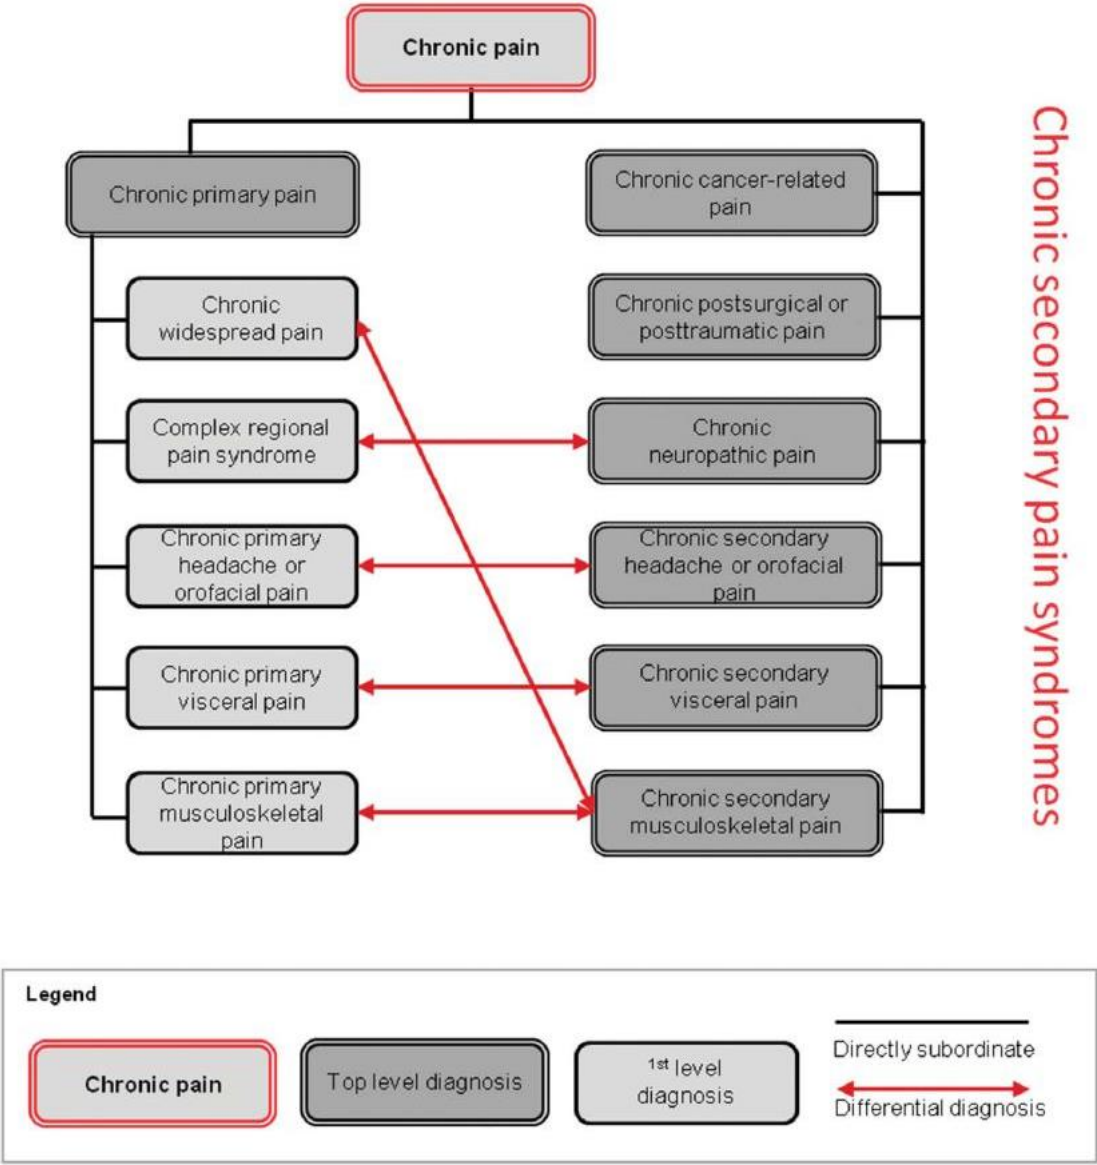 Chronic pain
Chronic primary pain
Chronic
widespread pain
Complex regional
pain syndrome
Chronic primary
headache or
orofacial pain
Chronic primary
visceral pain
Chronic primary
musculoskeletal
pain
Chronic cancer-related
pain
Chronic postsurgical or
posttraumatic pain
Chronic
neuropathic pain
Chronic secondary
headache or orofacial
pain
Chronic secondary
visceral pain
Chronic secondary
musculoskeletal pain
Chronic secondary pain syndromes
Legend
Chronic pain
Top level diagnosis
1st level
diagnosis
Directly subordinate
Differential diagnosis